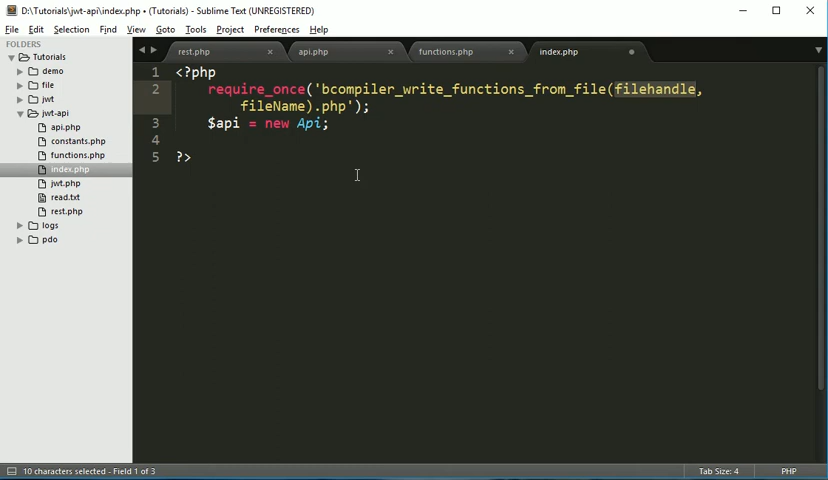 D:\Tutorials\jwt-api\index.php • (Tutorials) - Sublime Text (UNREGISTERED)
File Edit Selection Find View Goto Tools Project Preferences Help
FOLDERS
Tutorials
demo
file
jwt
jwt-api
api.php
constants.php
functions.php
index.php
jwt.php
read.txt
rest.php
logs
pdo
rest.php × api.php × functions.php × index.php
1 <?php
2 require_once('bcompiler_write_functions_from_file(filehandle,
fileName).php');
3 $api = new Api;
4
5 ?>
10 characters selected - Field 1 of 3 Tab Size: 4 PHP